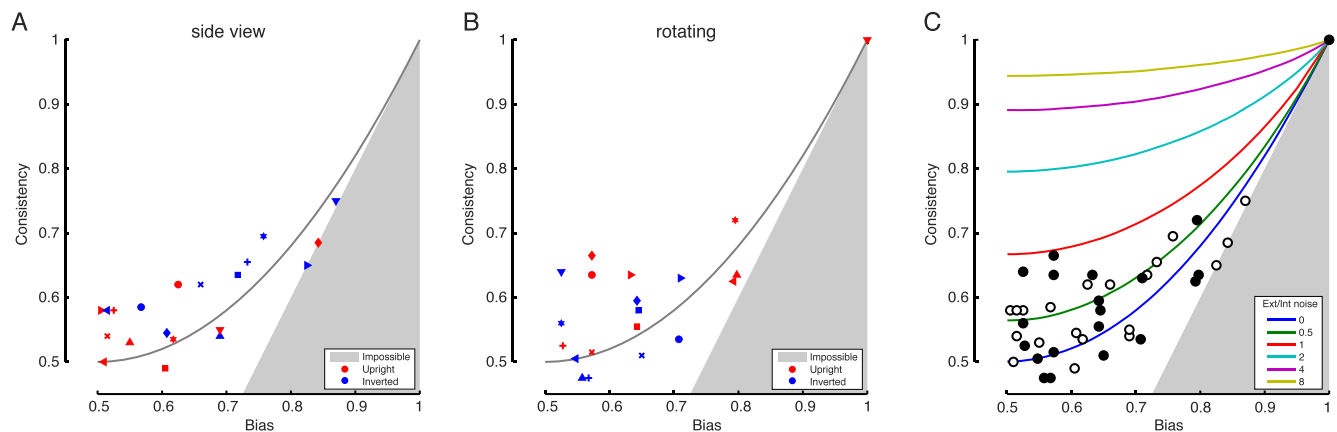 A
side view
Consistency
1
0.9
0.8
0.7
0.6
0.5
0.5 0.6 0.7 0.8 0.9 1
Bias
Impossible
Upright
Inverted
B
rotating
Consistency
1
0.9
0.8
0.7
0.6
0.5
0.5 0.6 0.7 0.8 0.9 1
Bias
Impossible
Upright
Inverted
C
Consistency
1
0.9
0.8
0.7
0.6
0.5
0.5 0.6 0.7 0.8 0.9 1
Bias
Ext/Int noise
0
0.5
1
2
4
8